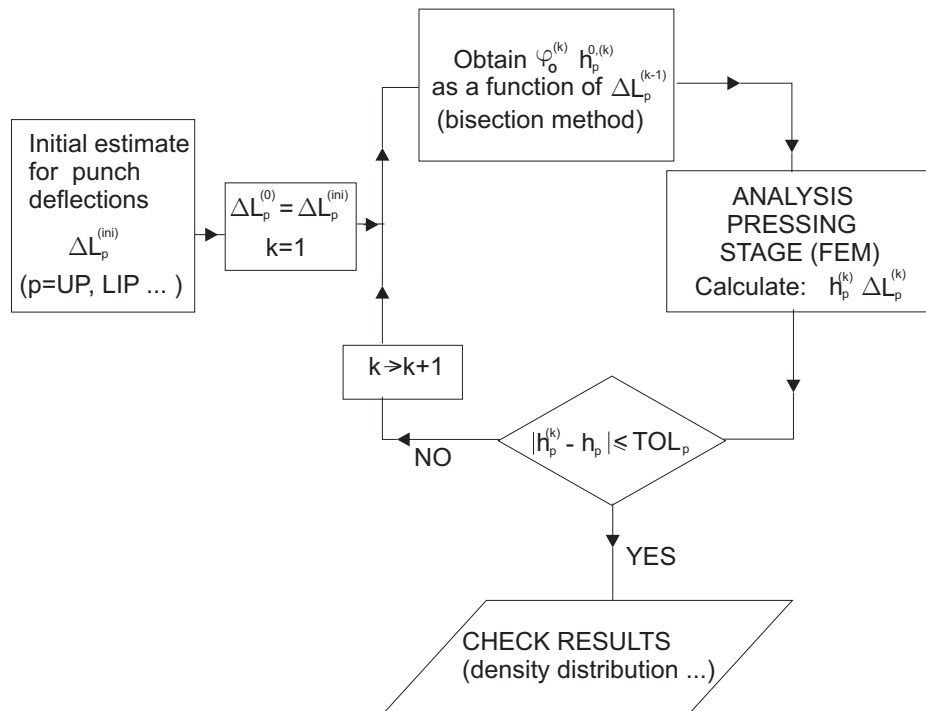 Initial estimate
for punch
deflections
ΔL_p^(ini)
(p=UP, LIP ... )
ΔL_p^(0) = ΔL_p^(ini)
k=1
Obtain φ_o^(k) h_p^0,(k)
as a function of ΔL_p^(k-1)
(bisection method)
ANALYSIS
PRESSING
STAGE (FEM)
Calculate: h_p^(k) ΔL_p^(k)
k→k+1
|h_p^(k) - h_p| ⩽ TOL_p
NO
YES
CHECK RESULTS
(density distribution ...)